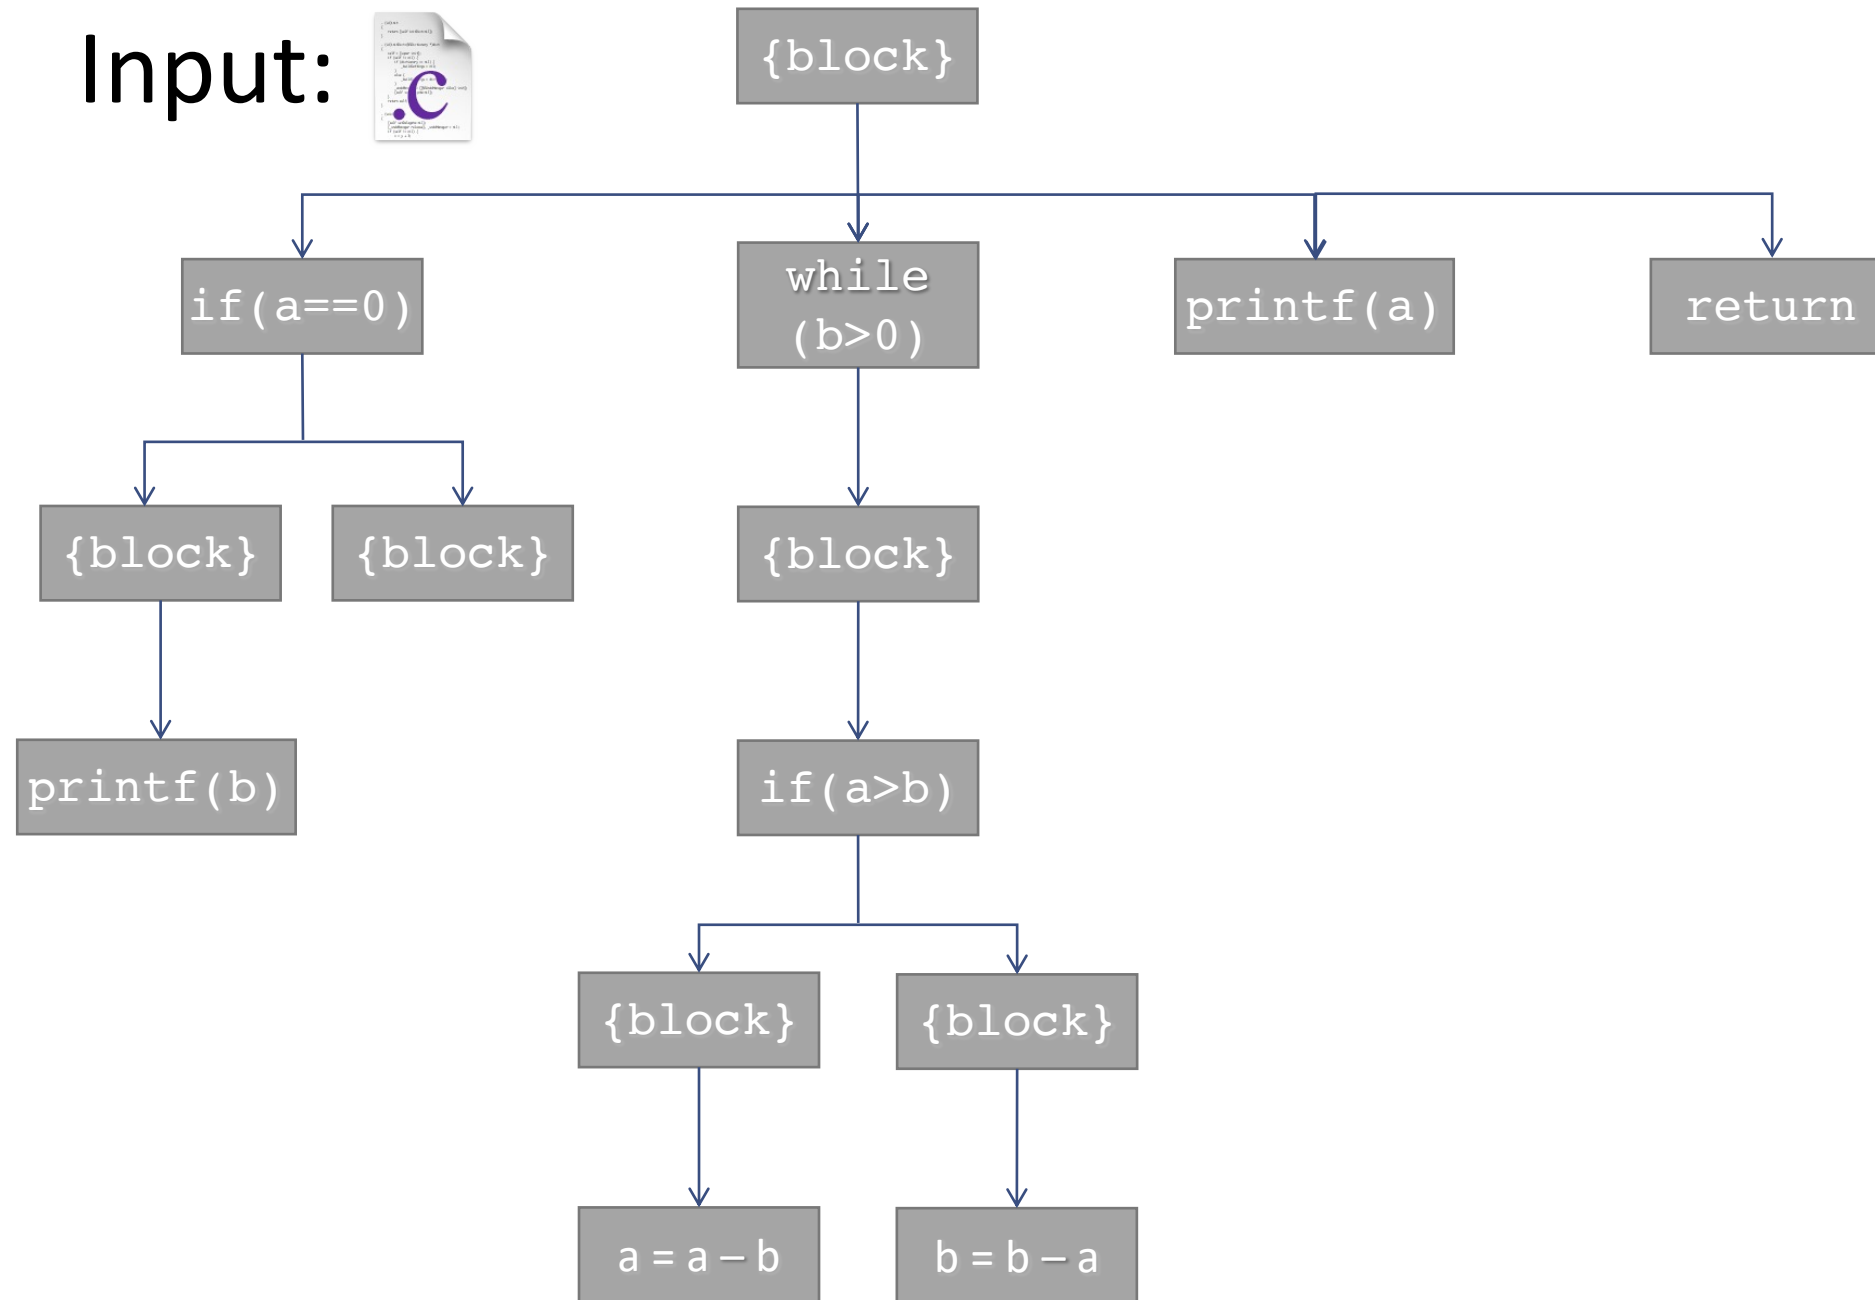 Input:
.C
{block}
if(a==0)
while
(b>0)
printf(a)
return
{block}
{block}
{block}
printf(b)
if(a>b)
{block}
{block}
a = a – b
b = b – a